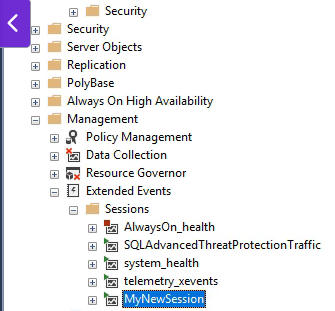 Security
Security
Server Objects
Replication
PolyBase
Always On High Availability
Management
Policy Management
Data Collection
Resource Governor
Extended Events
Sessions
AlwaysOn_health
SQLAdvancedThreatProtectionTraffic
system_health
telemetry_xevents
MyNewSession